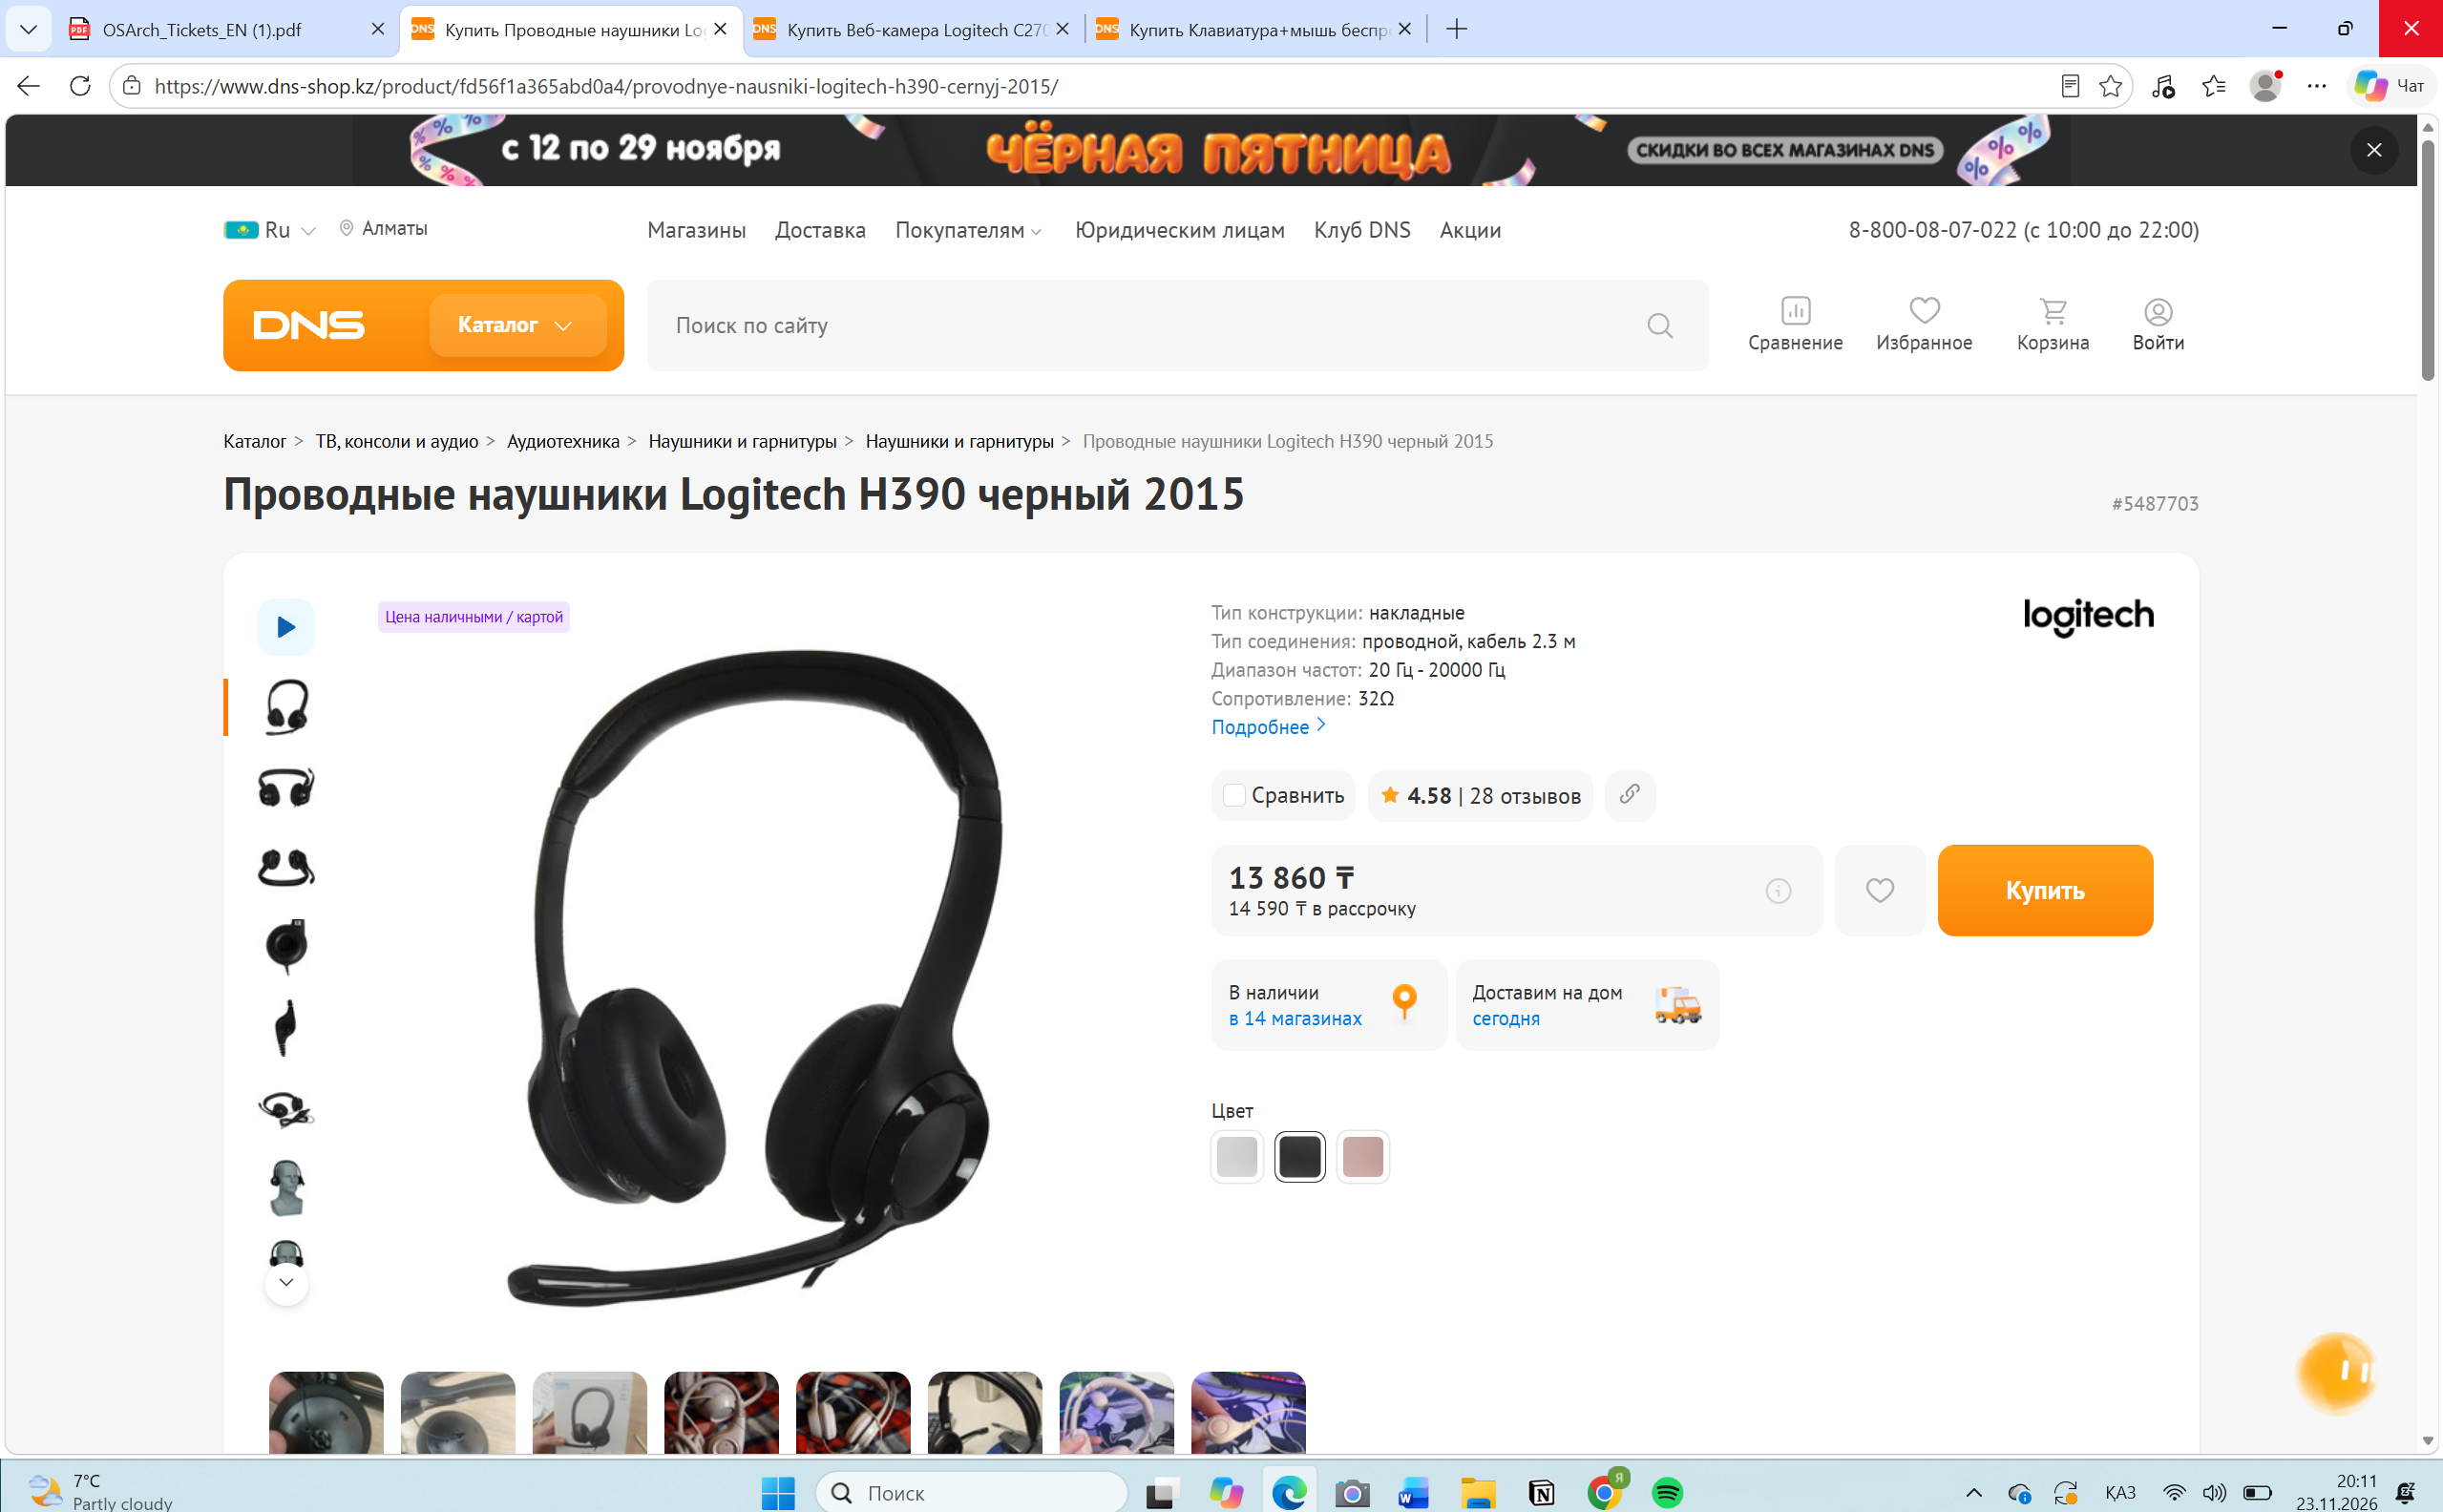 OSArch_Tickets_EN (1).pdf
Купить Проводные наушники Log
Купить Веб-камера Logitech C270
Купить Клавиатура+мышь беспр
https://www.dns-shop.kz/product/fd56f1a365abd0a4/provodnye-nausniki-logitech-h390-cernyj-2015/
Чат
с 12 по 29 ноября
ЧЁРНАЯ ПЯТНИЦА
СКИДКИ ВО ВСЕХ МАГАЗИНАХ DNS
Ru
Алматы
Магазины
Доставка
Покупателям
Юридическим лицам
Клуб DNS
Акции
8-800-08-07-022 (с 10:00 до 22:00)
DNS
Каталог
Поиск по сайту
Сравнение
Избранное
Корзина
Войти
Каталог > ТВ, консоли и аудио > Аудиотехника > Наушники и гарнитуры > Наушники и гарнитуры > Проводные наушники Logitech H390 черный 2015
Проводные наушники Logitech H390 черный 2015
#5487703
Цена наличными / картой
Тип конструкции: накладные
Тип соединения: проводной, кабель 2.3 м
Диапазон частот: 20 Гц - 20000 Гц
Сопротивление: 32Ω
Подробнее >
logitech
Сравнить
4.58 | 28 отзывов
13 860 ₸
14 590 ₸ в рассрочку
Купить
В наличии
в 14 магазинах
Доставим на дом
сегодня
Цвет
7°C
Partly cloudy
Поиск
ҚАЗ
20:11
23.11.2026